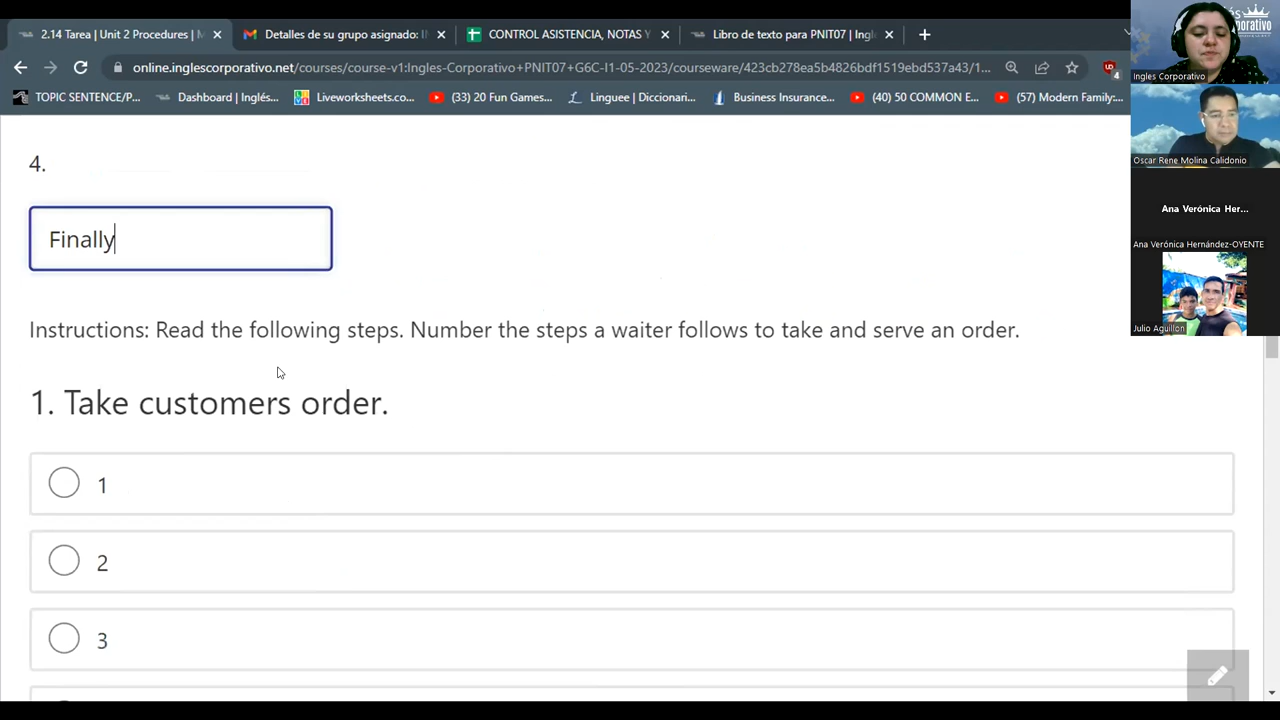 2.14 Tarea | Unit 2 Procedures |
Detalles de su grupo asignado:
CONTROL ASISTENCIA, NOTAS Y
Libro de texto para PNIT07 | Ingl
online.inglescorporativo.net/courses/course-v1:Ingles-Corporativo+PNIT07+G6C-I1-05-2023/courseware/423cb278ea5b4826bdf1519ebd537a43/1...
TOPIC SENTENCE/P...
Dashboard | Inglés...
Liveworksheets.co...
(33) 20 Fun Games...
Linguee | Diccionari...
Business Insurance...
(40) 50 COMMON E...
(57) Modern Family:...
Ingles Corporativo
Oscar Rene Molina Calidonio
Ana Verónica Her...
Ana Verónica Hernández-OYENTE
Julio Aguillon
4.
Finally
Instructions: Read the following steps. Number the steps a waiter follows to take and serve an order.
1. Take customers order.
1
2
3